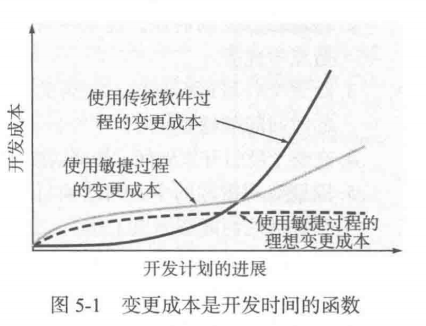 使用传统软件过
程的变更成本
使用敏捷过程
的变更成本
使用敏捷过程的
理想变更成本
开发成本
开发计划的进展
图 5-1 变更成本是开发时间的函数